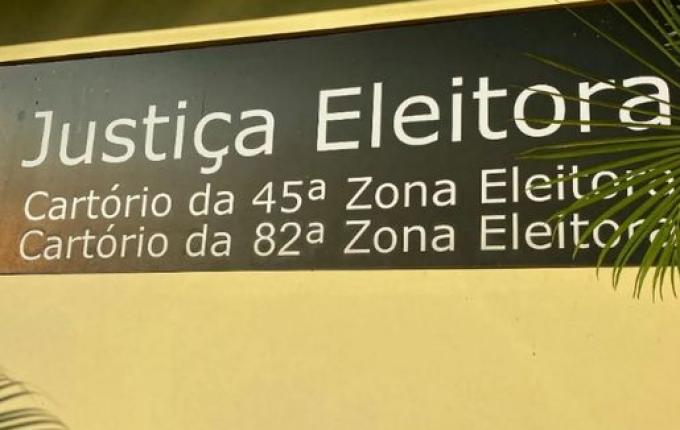 Justiça Eleitora
Cartório da 45ª Zona Eleitora
Cartório da 82ª Zona Eleitora